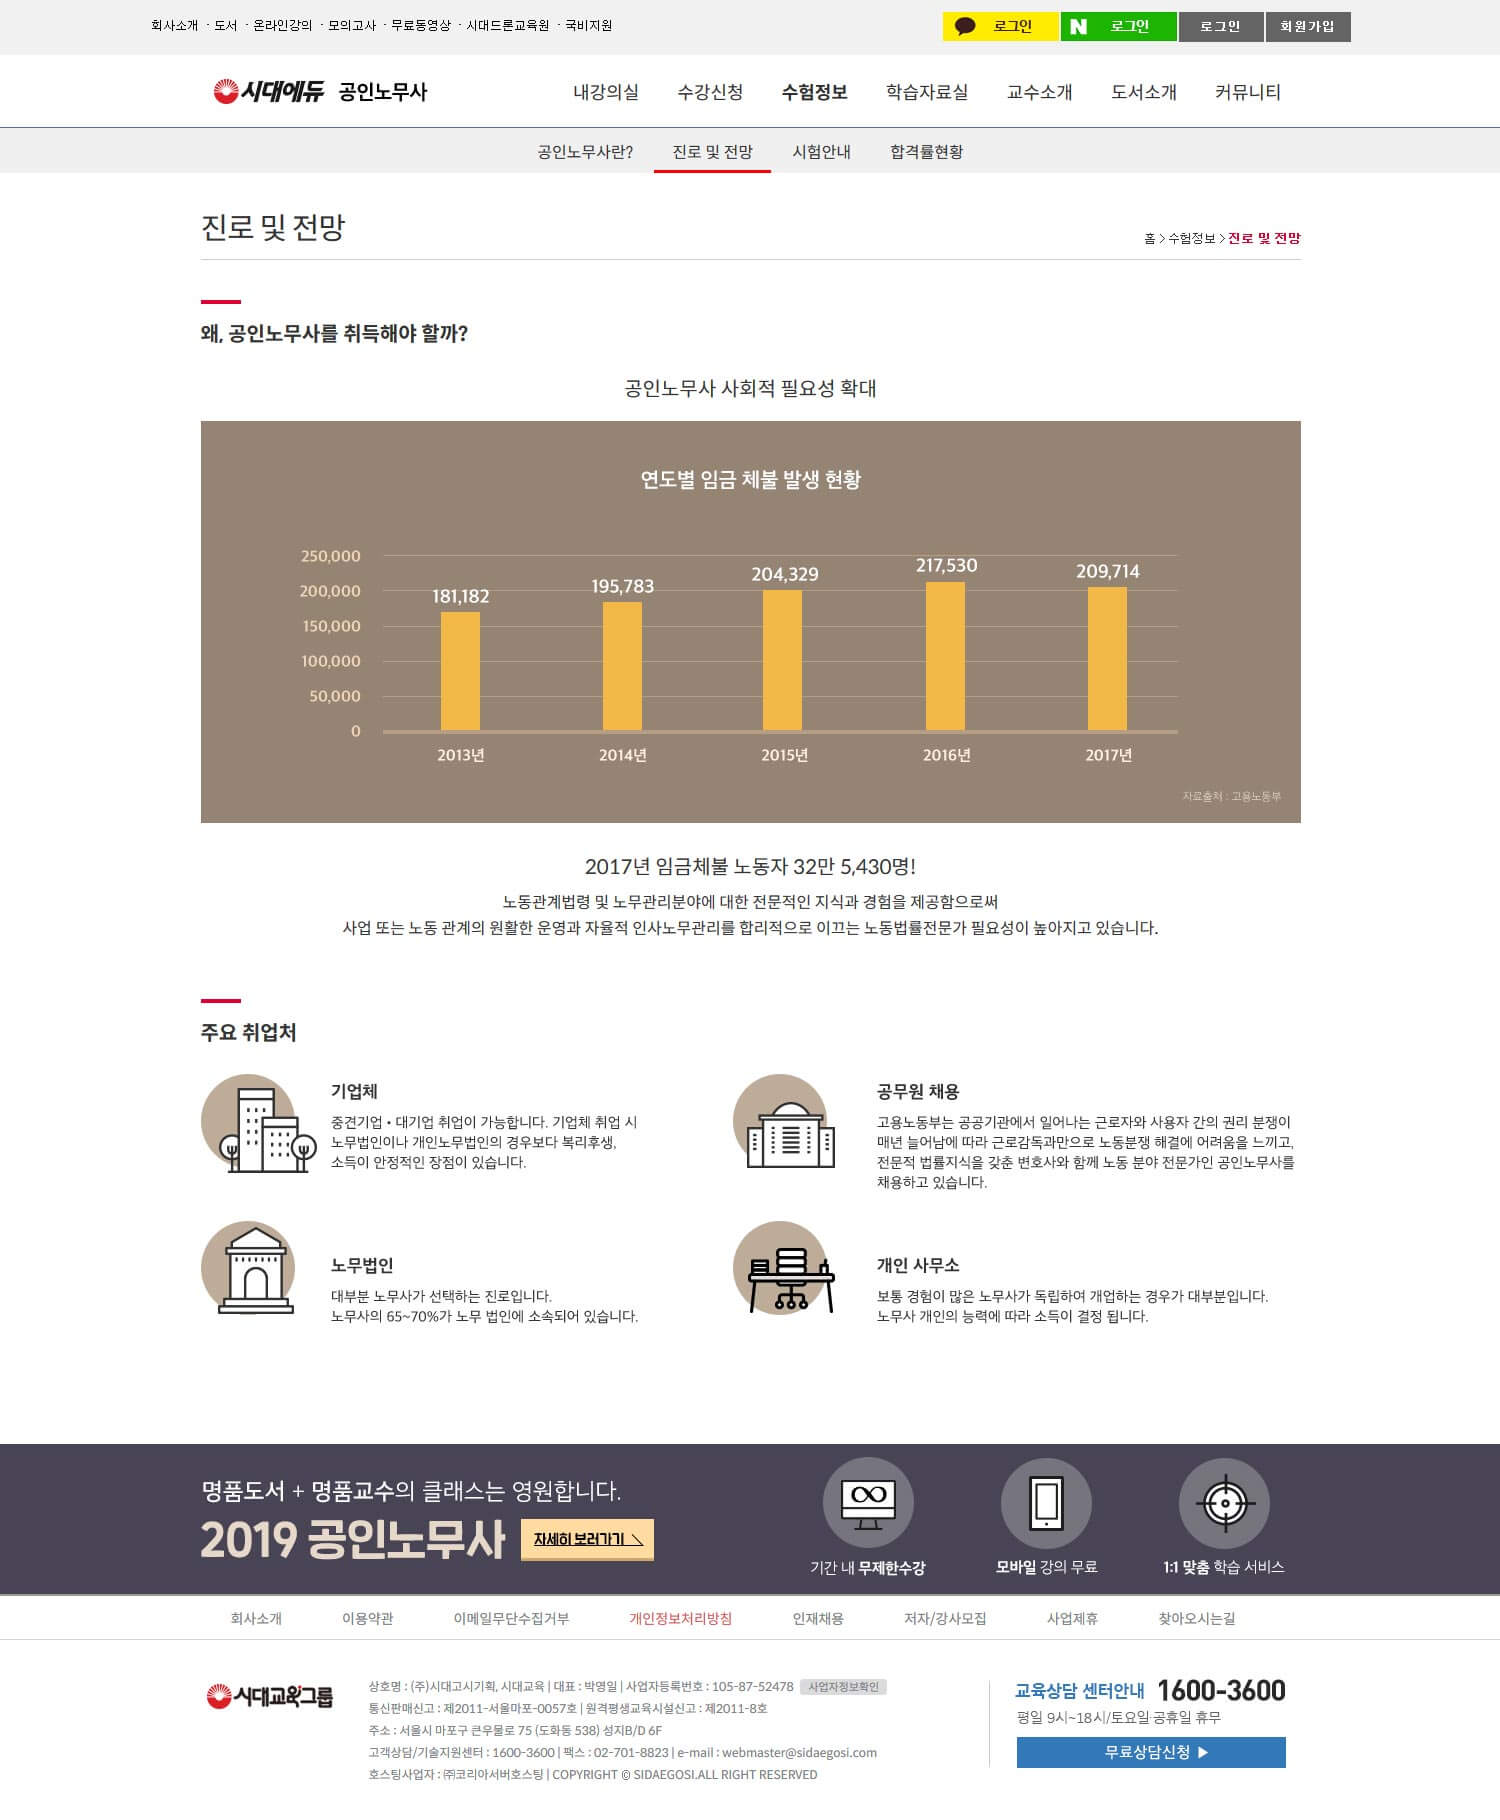 회사소개 · 도서 · 온라인강의 · 모의고사 · 무료동영상 · 시대드론교육원 · 국비지원
로그인 N 로그인 로그인 회원가입
시대에듀 공인노무사
내강의실 수강신청 수험정보 학습자료실 교수소개 도서소개 커뮤니티
공인노무사란? 진로 및 전망 시험안내 합격률현황
진로 및 전망
홈 > 수험정보 > 진로 및 전망
왜, 공인노무사를 취득해야 할까?
공인노무사 사회적 필요성 확대
연도별 임금 체불 발생 현황
250,000
200,000
150,000
100,000
50,000
0
181,182 195,783 204,329 217,530 209,714
2013년 2014년 2015년 2016년 2017년
자료출처 : 고용노동부
2017년 임금체불 노동자 32만 5,430명!
노동관계법령 및 노무관리분야에 대한 전문적인 지식과 경험을 제공함으로써
사업 또는 노동 관계의 원활한 운영과 자율적 인사노무관리를 합리적으로 이끄는 노동법률전문가 필요성이 높아지고 있습니다.
주요 취업처
기업체
중견기업 • 대기업 취업이 가능합니다. 기업체 취업 시
노무법인이나 개인노무법인의 경우보다 복리후생,
소득이 안정적인 장점이 있습니다.
공무원 채용
고용노동부는 공공기관에서 일어나는 근로자와 사용자 간의 권리 분쟁이
매년 늘어남에 따라 근로감독과만으로 노동분쟁 해결에 어려움을 느끼고,
전문적 법률지식을 갖춘 변호사와 함께 노동 분야 전문가인 공인노무사를
채용하고 있습니다.
노무법인
대부분 노무사가 선택하는 진로입니다.
노무사의 65~70%가 노무 법인에 소속되어 있습니다.
개인 사무소
보통 경험이 많은 노무사가 독립하여 개업하는 경우가 대부분입니다.
노무사 개인의 능력에 따라 소득이 결정 됩니다.
명품도서 + 명품교수의 클래스는 영원합니다.
2019 공인노무사 자세히 보러가기
기간 내 무제한수강 모바일 강의 무료 1:1 맞춤 학습 서비스
회사소개 이용약관 이메일무단수집거부 개인정보처리방침 인재채용 저자/강사모집 사업제휴 찾아오시는길
시대교육그룹
상호명 : (주)시대고시기획, 시대교육 | 대표 : 박영일 | 사업자등록번호 : 105-87-52478 사업자정보확인
통신판매신고 : 제2011-서울마포-0057호 | 원격평생교육시설신고 : 제2011-8호
주소 : 서울시 마포구 큰우물로 75 (도화동 538) 성지B/D 6F
고객상담/기술지원센터 : 1600-3600 | 팩스 : 02-701-8823 | e-mail : webmaster@sidaegosi.com
호스팅사업자 : ㈜코리아서버호스팅 | COPYRIGHT © SIDAEGOSI.ALL RIGHT RESERVED
교육상담 센터안내 1600-3600
평일 9시~18시/토요일·공휴일 휴무
무료상담신청 ▶